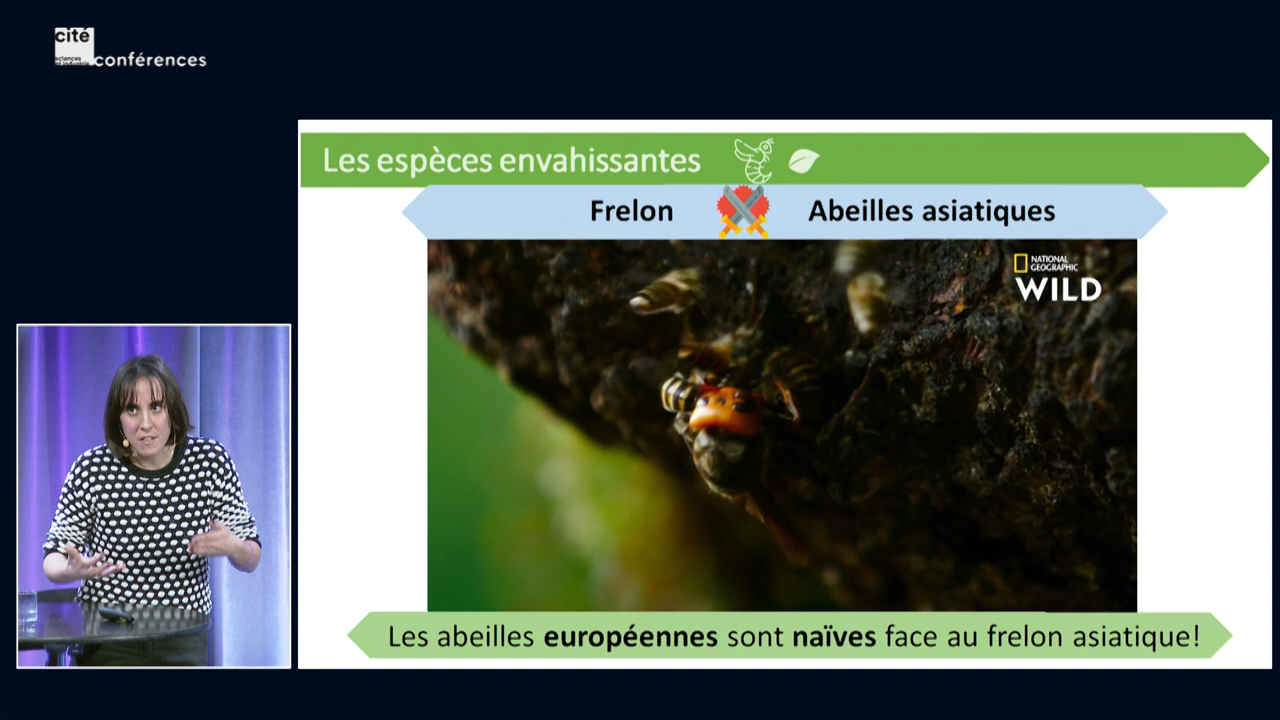 cité
sciences
et industrie
conférences
Les espèces envahissantes
Frelon Abeilles asiatiques
NATIONAL
GEOGRAPHIC
WILD
Les abeilles européennes sont naïves face au frelon asiatique!